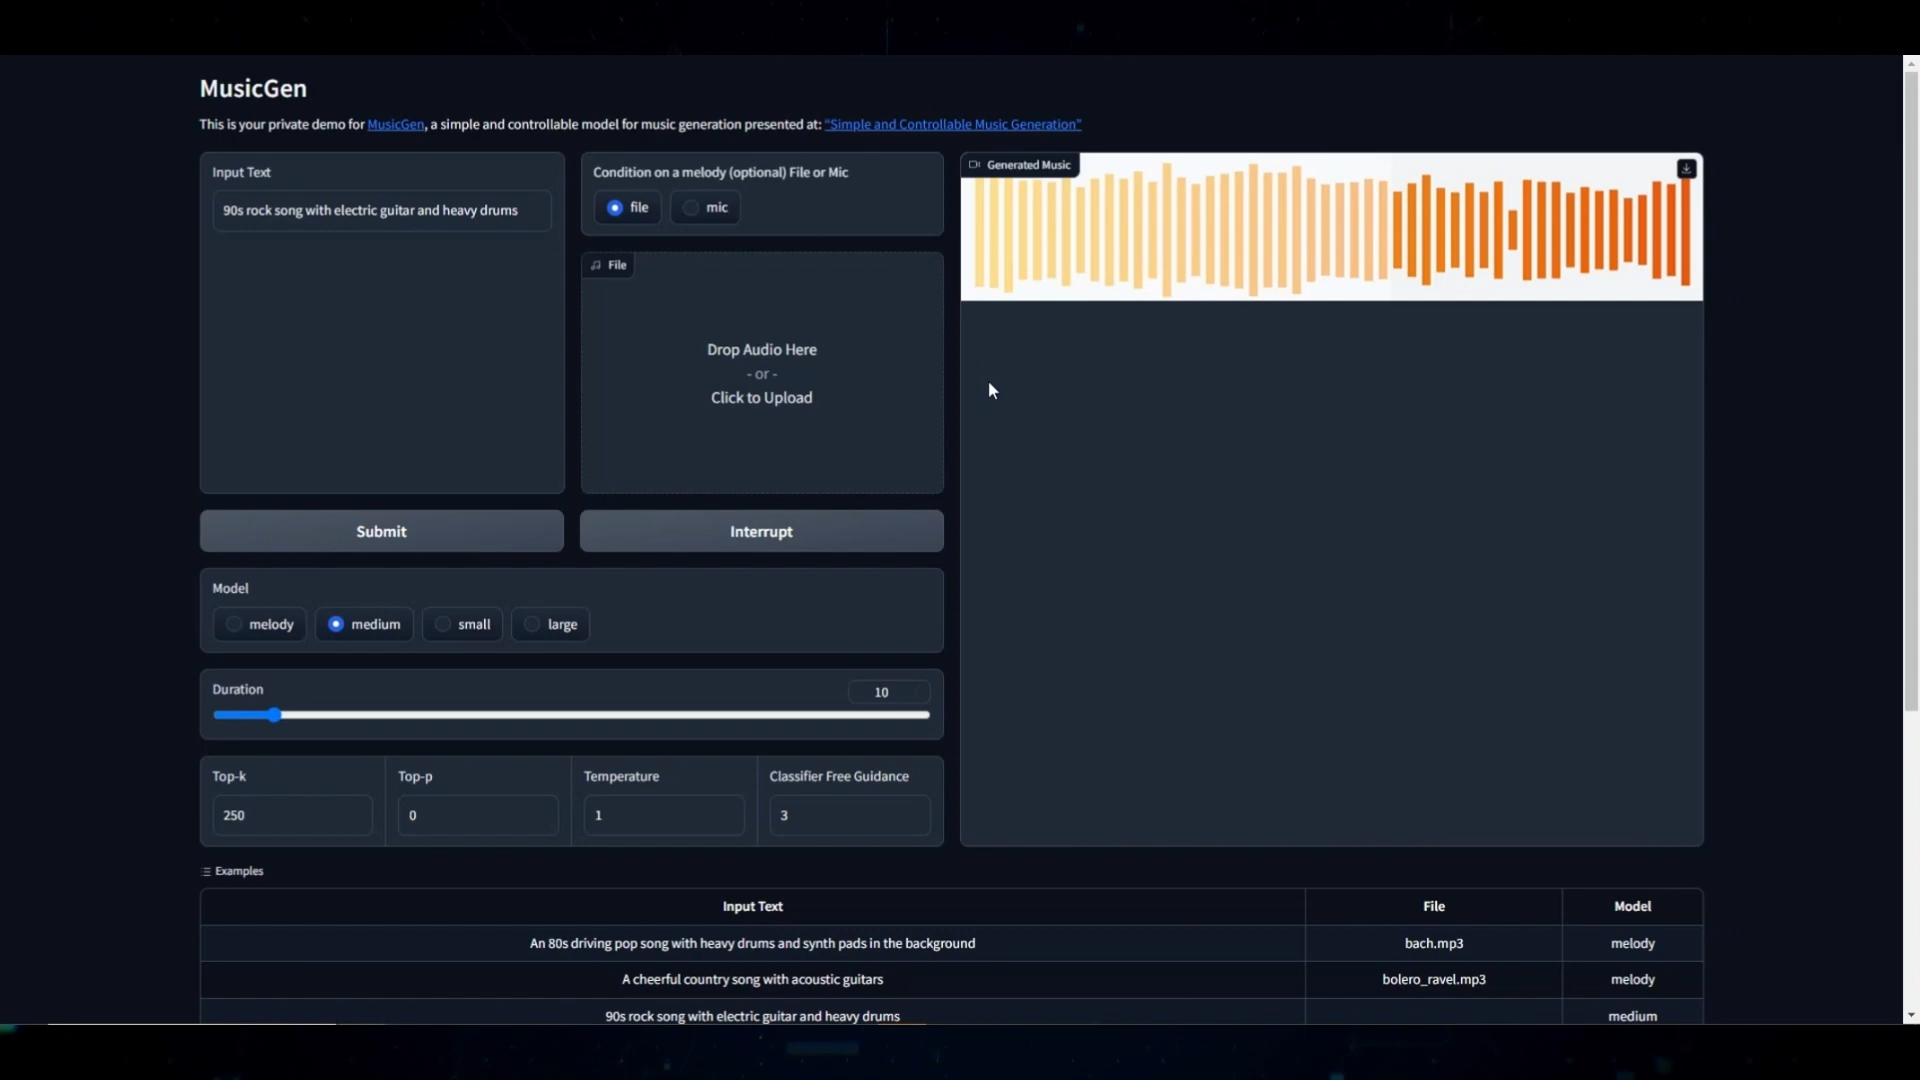 MusicGen
This is your private demo for MusicGen, a simple and controllable model for music generation presented at: "Simple and Controllable Music Generation"
Input Text
90s rock song with electric guitar and heavy drums
Condition on a melody (optional) File or Mic
file
mic
File
Drop Audio Here
- or -
Click to Upload
Generated Music
Submit
Interrupt
Model
melody
medium
small
large
Duration
10
Top-k
250
Top-p
0
Temperature
1
Classifier Free Guidance
3
Examples
Input Text File Model
An 80s driving pop song with heavy drums and synth pads in the background bach.mp3 melody
A cheerful country song with acoustic guitars bolero_ravel.mp3 melody
90s rock song with electric guitar and heavy drums medium